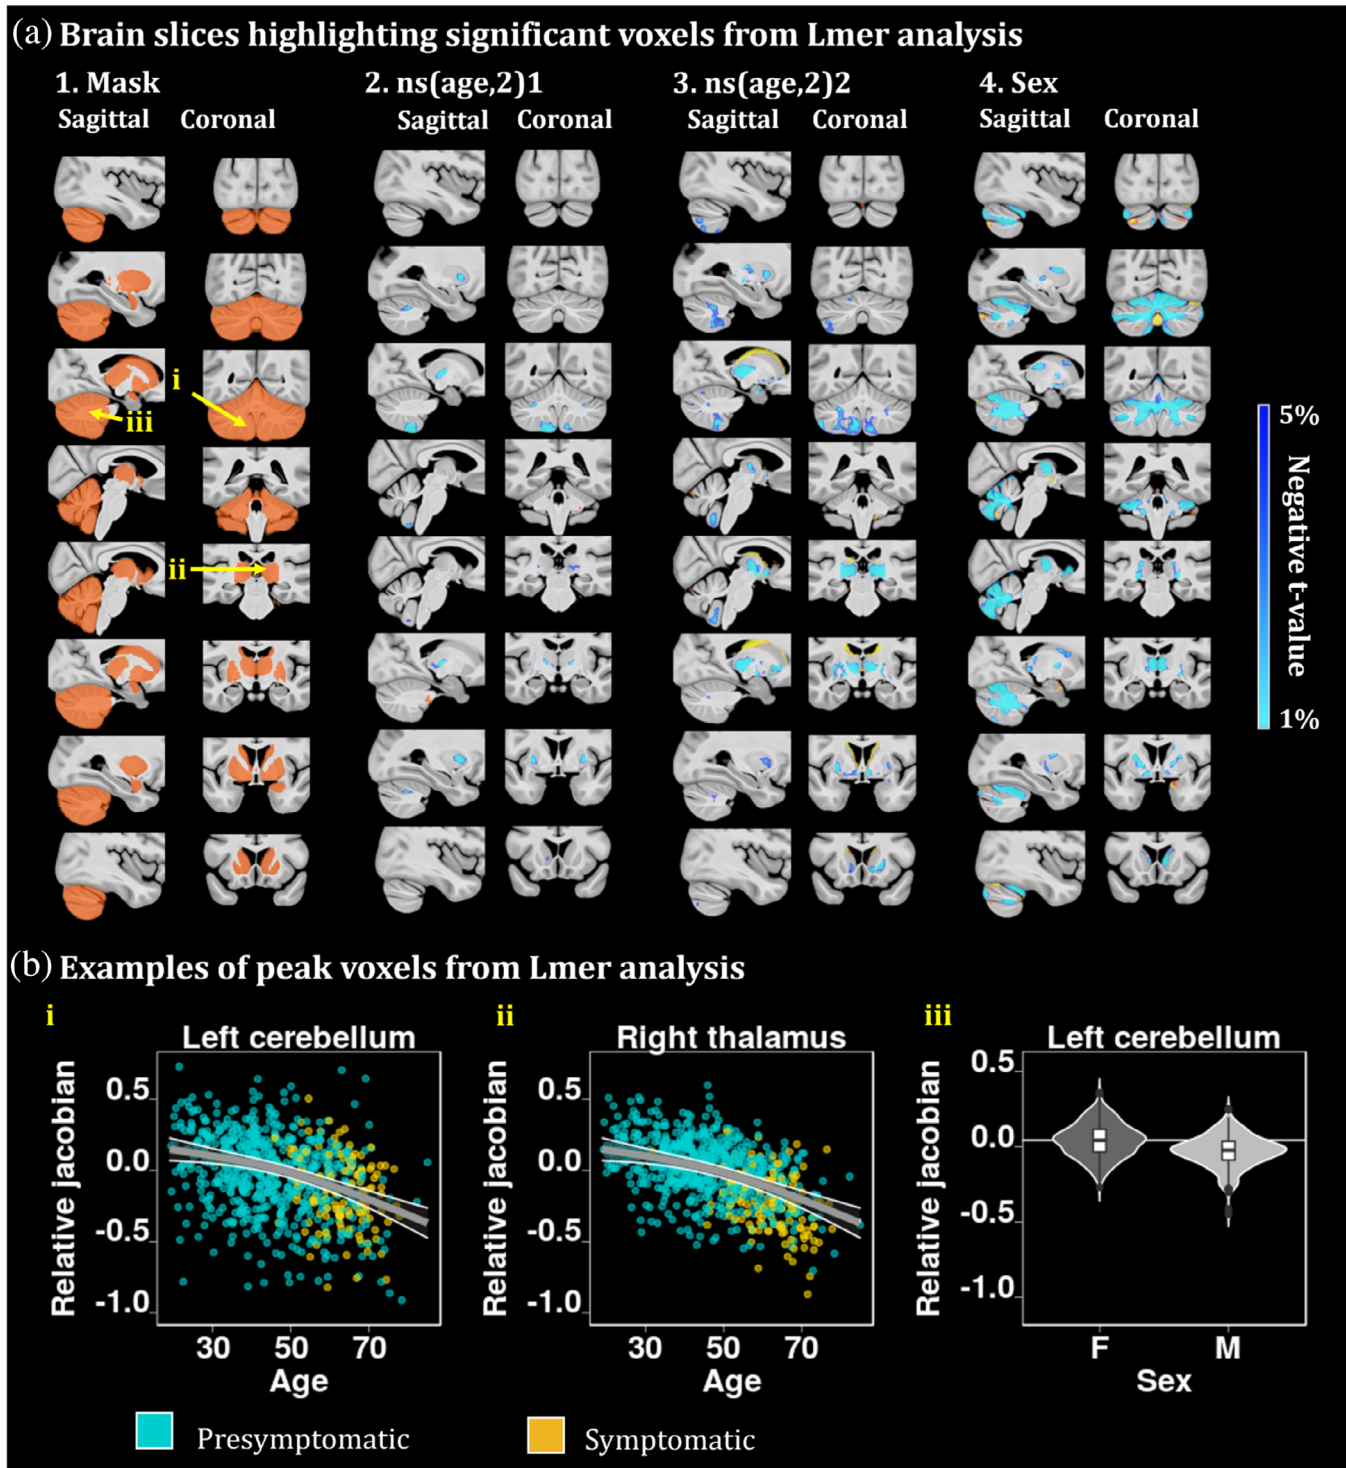 (a) Brain slices highlighting significant voxels from Lmer analysis
1. Mask
2. ns(age,2)1
3. ns(age,2)2
4. Sex
Sagittal Coronal
Sagittal Coronal
Sagittal Coronal
Sagittal Coronal
i
iii
ii
5%
Negative t-value
1%
(b) Examples of peak voxels from Lmer analysis
i
Left cerebellum
Relative jacobian
0.5
0.0
-0.5
-1.0
30 50 70
Age
ii
Right thalamus
Relative jacobian
0.5
0.0
-0.5
-1.0
30 50 70
Age
iii
Left cerebellum
Relative jacobian
0.5
0.0
-0.5
-1.0
F M
Sex
Presymptomatic
Symptomatic